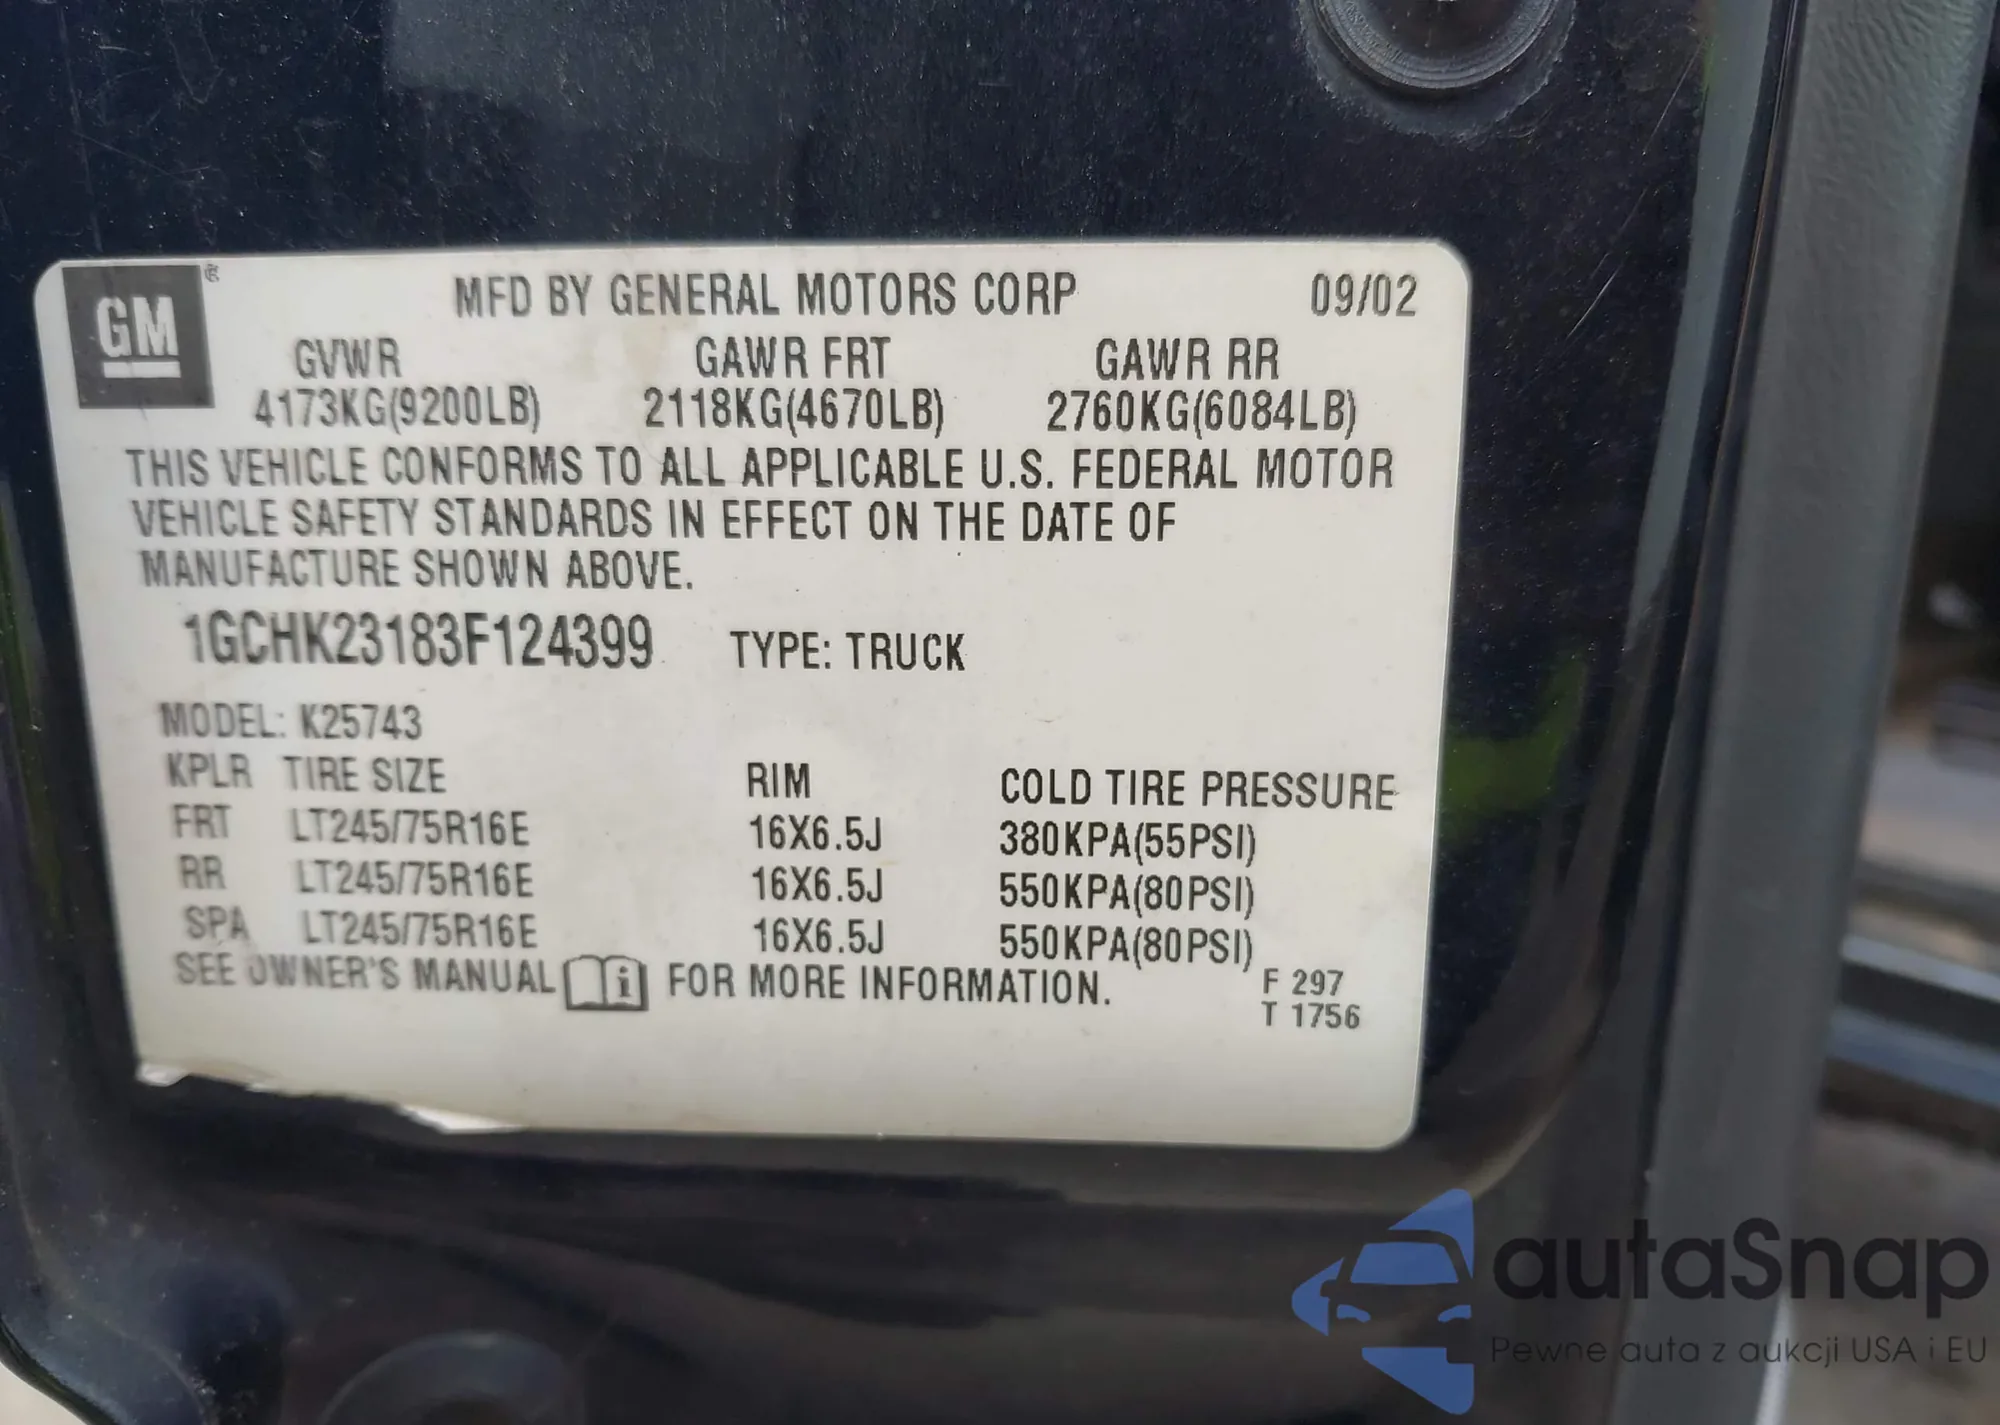 GM
MFD BY GENERAL MOTORS CORP 09/02
GVWR GAWR FRT GAWR RR
4173KG(9200LB) 2118KG(4670LB) 2760KG(6084LB)
THIS VEHICLE CONFORMS TO ALL APPLICABLE U.S. FEDERAL MOTOR
VEHICLE SAFETY STANDARDS IN EFFECT ON THE DATE OF
MANUFACTURE SHOWN ABOVE.
1GCHK23183F124399 TYPE: TRUCK
MODEL: K25743
KPLR TIRE SIZE RIM COLD TIRE PRESSURE
FRT LT245/75R16E 16X6.5J 380KPA(55PSI)
RR LT245/75R16E 16X6.5J 550KPA(80PSI)
SPA LT245/75R16E 16X6.5J 550KPA(80PSI)
SEE OWNER'S MANUAL i FOR MORE INFORMATION.
F 297
T 1756
autaSnap
Pewne auta z aukcji USA i EU